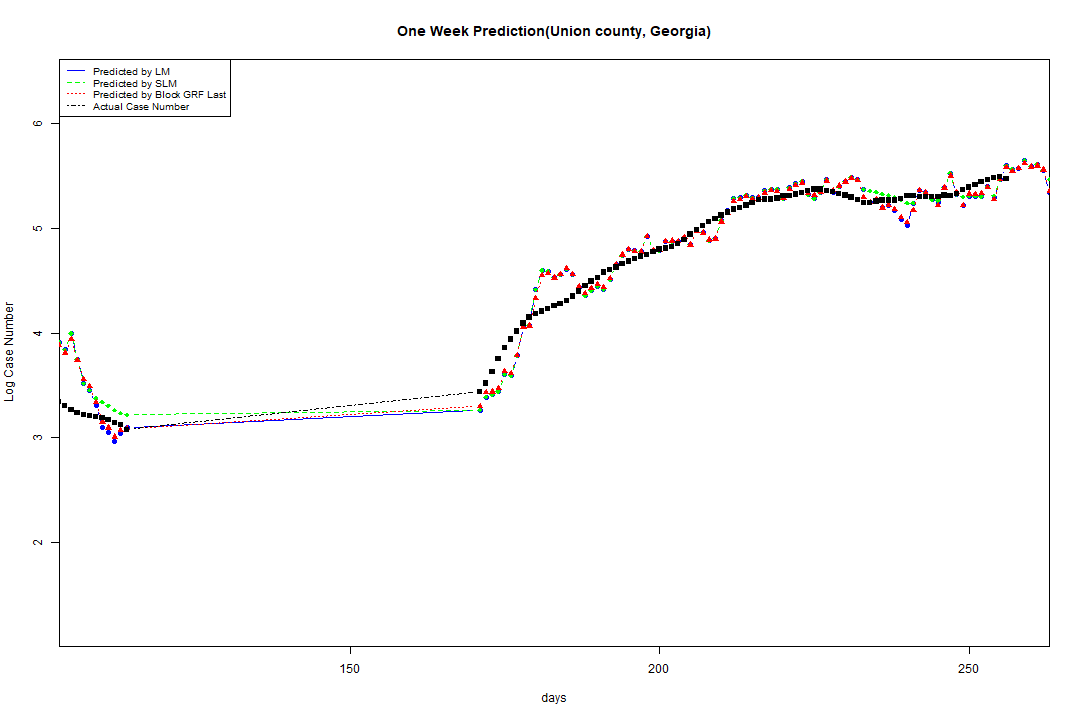 One Week Prediction(Union county, Georgia)
Predicted by LM
Predicted by SLM
Predicted by Block GRF Last
Actual Case Number
6
5
4
3
2
Log Case Number
150
200
250
days